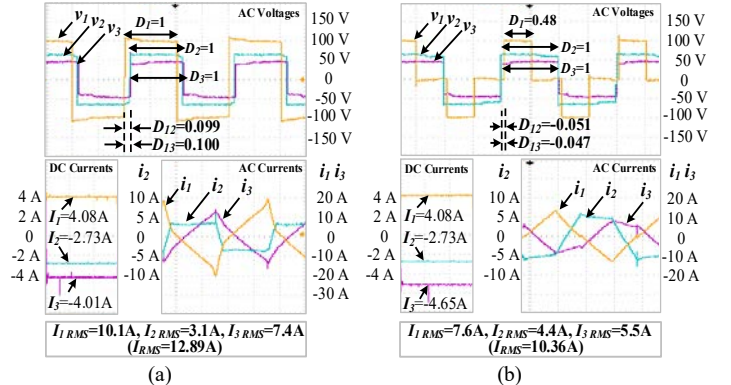 v1 v2 v3
D1=1
AC Voltages
D2=1
D3=1
D12=0.099
D13=0.100
150 V
100 V
50 V
0
-50 V
-100 V
-150 V
DC Currents
4 A
2 A
0
-2 A
-4 A
I1=4.08A
I2=-2.73A
I3=-4.01A
i2
10 A
5 A
0
-5 A
-10 A
AC Currents
i1 i2 i3
i1 i3
20 A
10 A
0
-10 A
-20 A
-30 A
I1 RMS=10.1A, I2 RMS=3.1A, I3 RMS=7.4A
(IRMS=12.89A)
(a)
v1 v2 v3
D1=0.48
AC Voltages
D2=1
D3=1
D12=-0.051
D13=-0.047
150 V
100 V
50 V
0
-50 V
-100 V
-150 V
DC Currents
4 A
2 A
0
-2 A
-4 A
I1=4.08A
I2=-2.73A
I3=-4.65A
i2
10 A
5 A
0
-5 A
-10 A
AC Currents
i1 i2 i3
i1 i3
20 A
10 A
0
-10 A
-20 A
-30 A
I1 RMS=7.6A, I2 RMS=4.4A, I3 RMS=5.5A
(IRMS=10.36A)
(b)